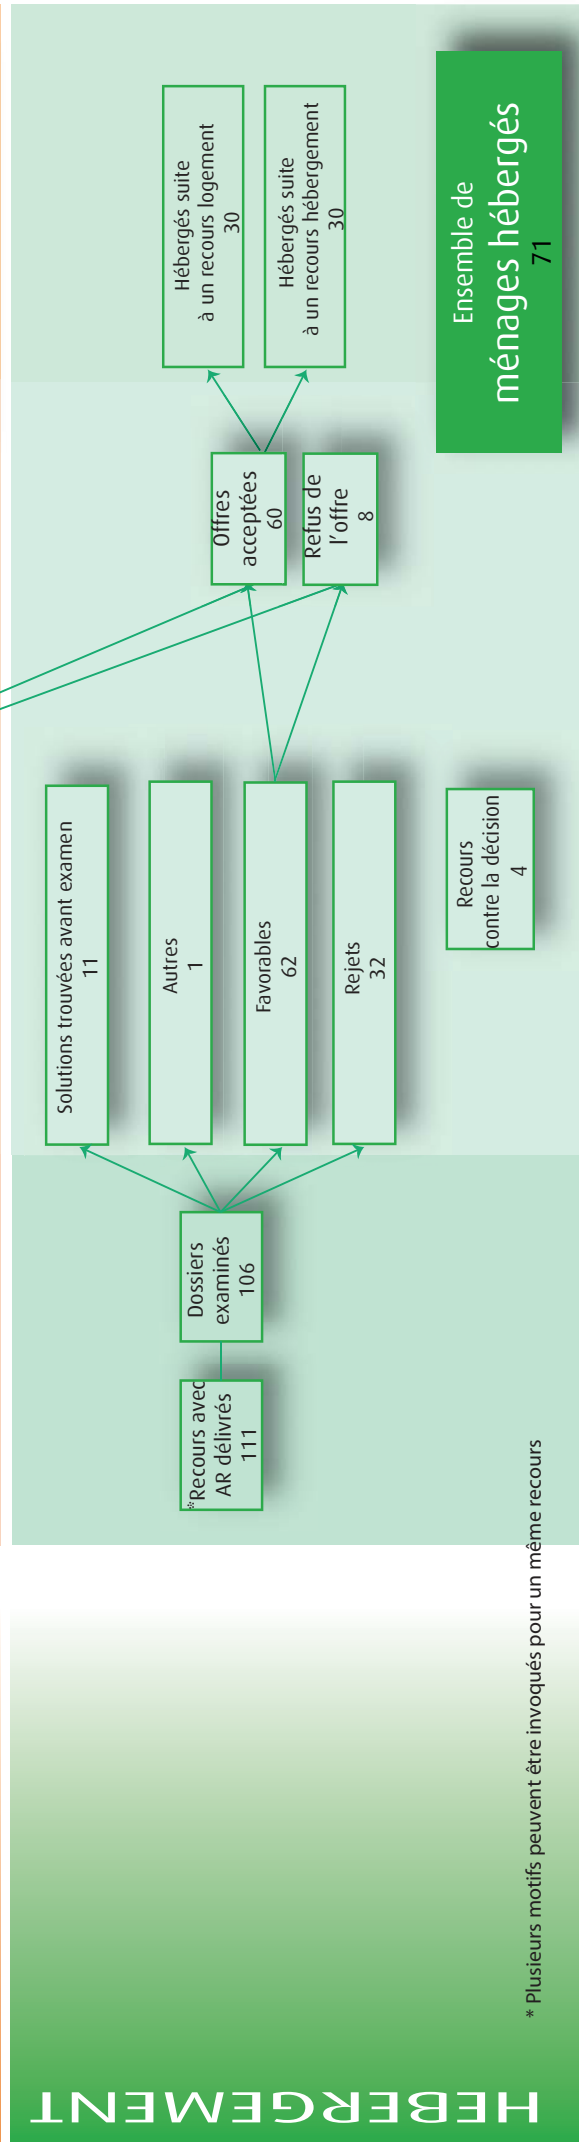 HEBERGEMENT
*Recours avec
AR délivrés
111
Dossiers
examinés
106
Solutions trouvées avant examen
11
Autres
1
Favorables
62
Rejets
32
Recours
contre la décision
4
Offres
acceptées
60
Refus de
l'offre
8
Hébergés suite
à un recours logement
30
Hébergés suite
à un recours hébergement
30
Ensemble de
ménages hébergés
71
* Plusieurs motifs peuvent être invoqués pour un même recours